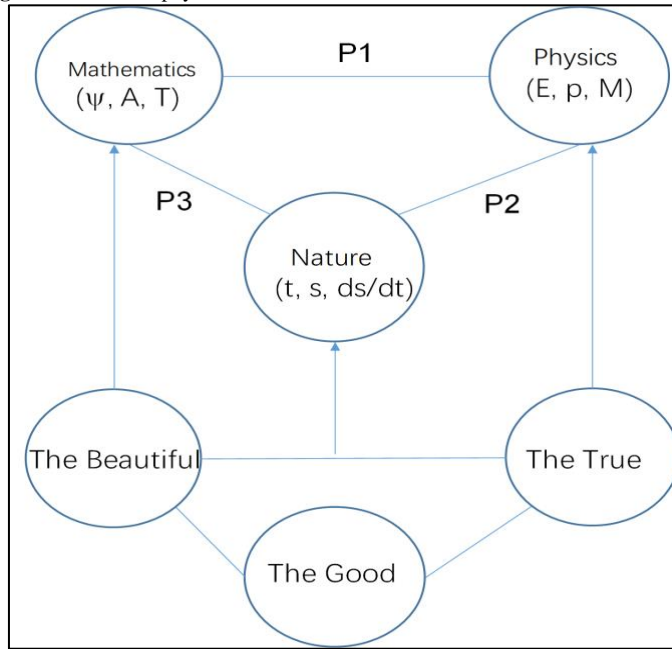 Mathematics
(ψ, A, T)
P1
Physics
(E, p, M)
P3
P2
Nature
(t, s, ds/dt)
The Beautiful
The True
The Good